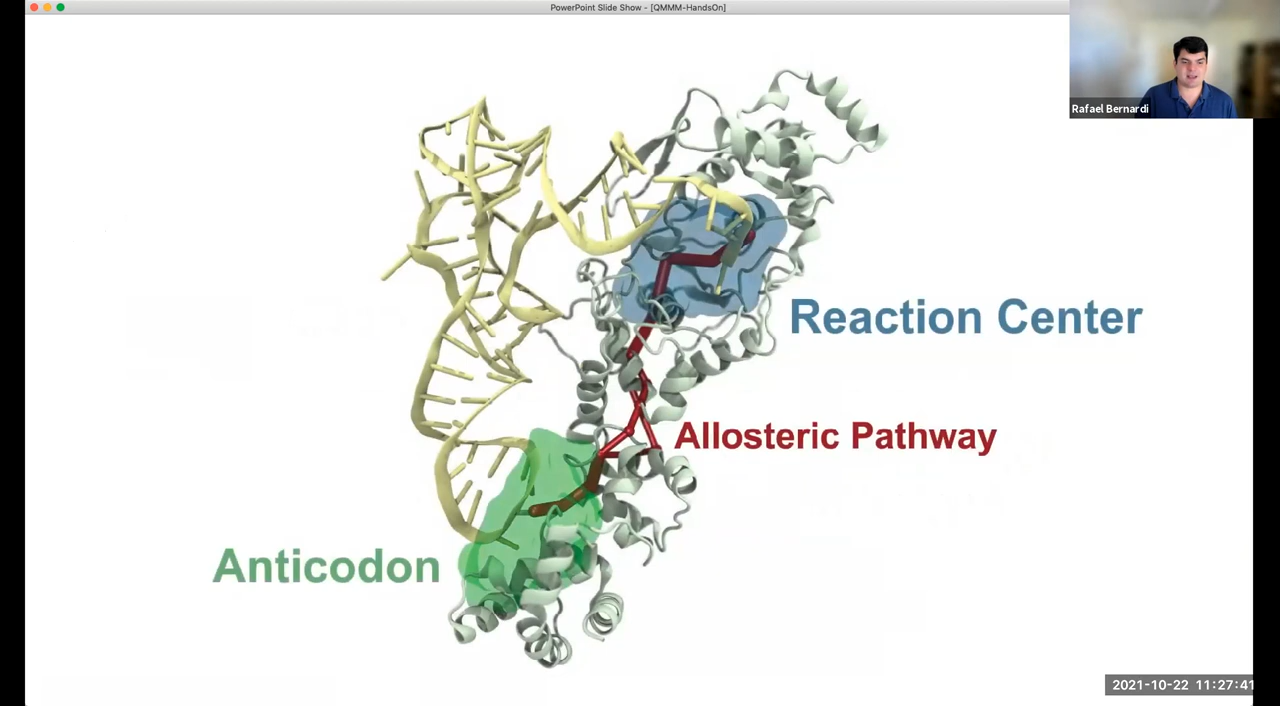 PowerPoint Slide Show - [QMMM-HandsOn]
Rafael Bernardi
Reaction Center
Allosteric Pathway
Anticodon
2021-10-22 11:27:41